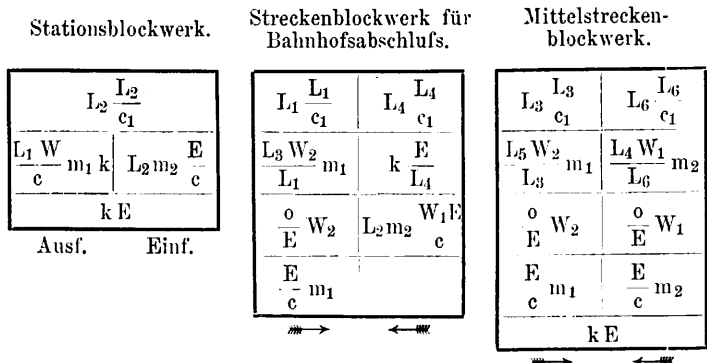 Stationsblockwerk.
L₂ L₂/c₁
L₁ W/c m₁ k L₂ m₂ E/c
k E
Ausf. Einf.
Streckenblockwerk für
Bahnhofsabschluſs.
L₁ L₁/c₁ L₄ L₄/c₁
L₃ W₂/L₁ m₁ k E/L₄
o/E W₂ L₂ m₂ W₁E/c
E/c m₁
Mittelstrecken-
blockwerk.
L₃ L₃/c₁ L₆ L₆/c₁
L₅ W₂/L₃ m₁ L₄ W₁/L₆ m₂
o/E W₂ o/E W₁
E/c m₁ E/c m₂
k E